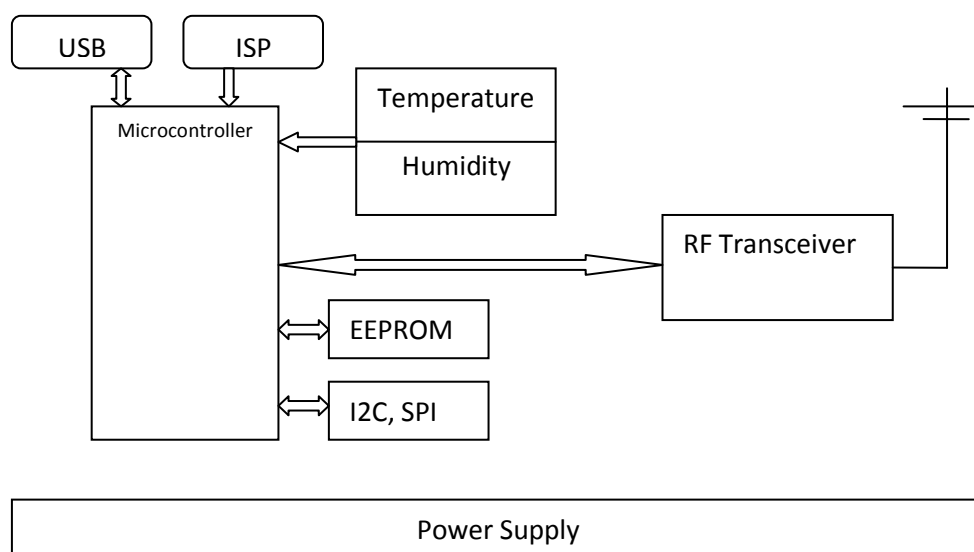 USB
ISP
Microcontroller
Temperature
Humidity
RF Transceiver
EEPROM
I2C, SPI
Power Supply